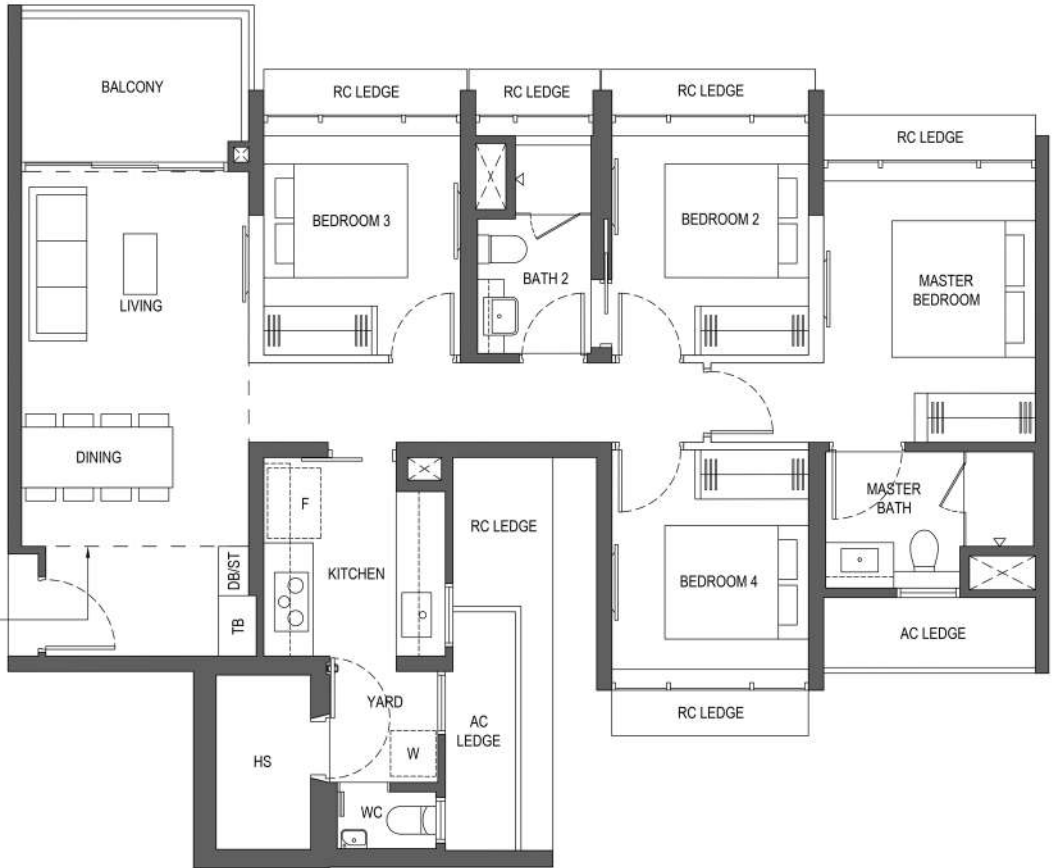 BALCONY
RC LEDGE
RC LEDGE
RC LEDGE
RC LEDGE
BEDROOM 3
BEDROOM 2
BATH 2
MASTER
BEDROOM
LIVING
DINING
F
RC LEDGE
MASTER
BATH
KITCHEN
DB/ST
TB
BEDROOM 4
AC LEDGE
YARD
RC LEDGE
AC
LEDGE
W
HS
WC